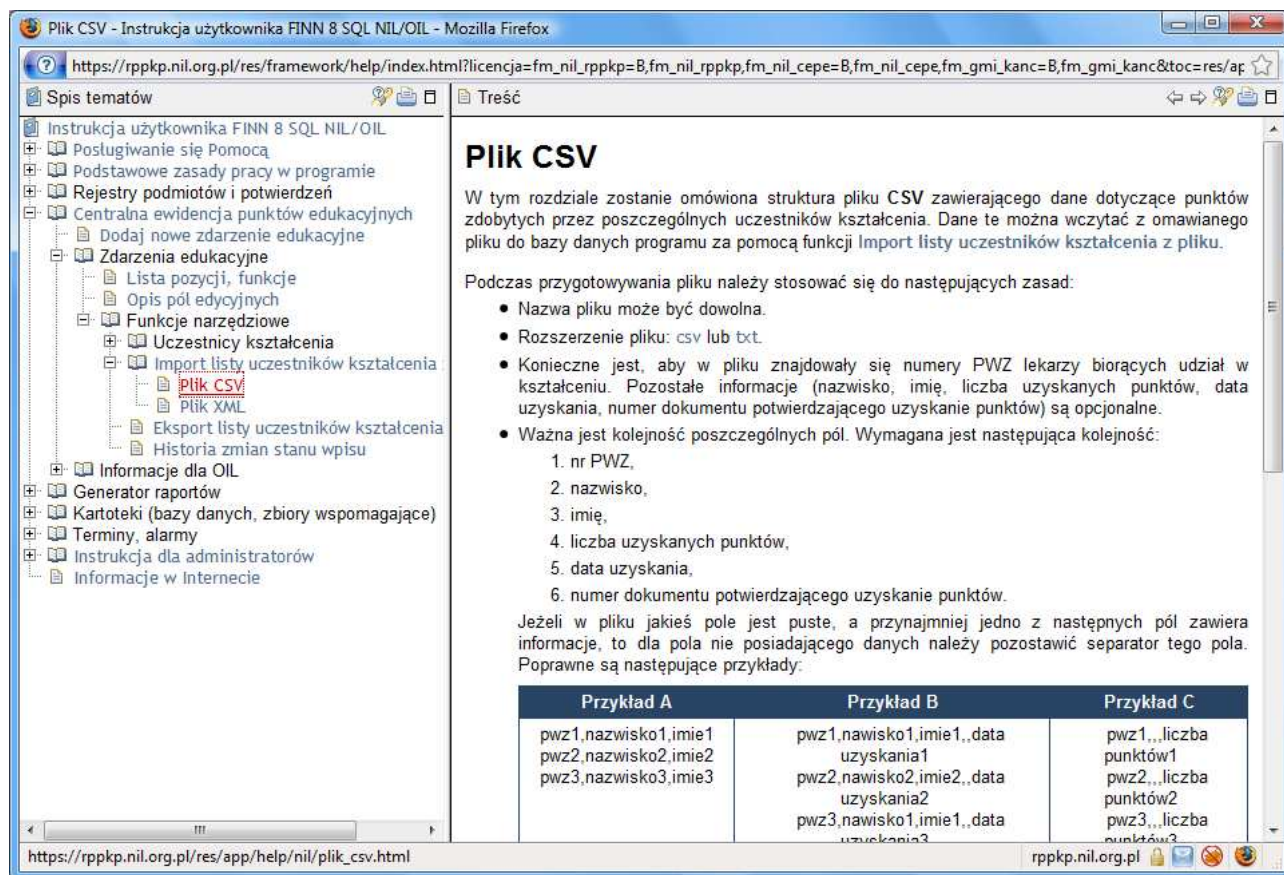 Plik CSV - Instrukcja użytkownika FINN 8 SQL NIL/OIL - Mozilla Firefox
https://rppkp.nil.org.pl/res/framework/help/index.html?licencja=fm_nil_rppkp=B,fm_nil_rppkp,fm_nil_cepe=B,fm_nil_cepe,fm_gmi_kanc=B,fm_gmi_kanc&toc=res/ap
Spis tematów
Instrukcja użytkownika FINN 8 SQL NIL/OIL
Posługiwanie się Pomocą
Podstawowe zasady pracy w programie
Rejestry podmiotów i potwierdzeń
Centralna ewidencja punktów edukacyjnych
Dodaj nowe zdarzenie edukacyjne
Zdarzenia edukacyjne
Lista pozycji, funkcje
Opis pól edycyjnych
Funkcje narzędziowe
Uczestnicy kształcenia
Import listy uczestników kształcenia z
Plik CSV
Plik XML
Eksport listy uczestników kształcenia
Historia zmian stanu wpisu
Informacje dla OIL
Generator raportów
Kartoteki (bazy danych, zbiory wspomagające)
Terminy, alarmy
Instrukcja dla administratorów
Informacje w Internecie
Treść
Plik CSV
W tym rozdziale zostanie omówiona struktura pliku CSV zawierającego dane dotyczące punktów
zdobytych przez poszczególnych uczestników kształcenia. Dane te można wczytać z omawianego
pliku do bazy danych programu za pomocą funkcji Import listy uczestników kształcenia z pliku.
Podczas przygotowywania pliku należy stosować się do następujących zasad:
● Nazwa pliku może być dowolna.
● Rozszerzenie pliku: csv lub txt.
● Konieczne jest, aby w pliku znajdowały się numery PWZ lekarzy biorących udział w
kształceniu. Pozostałe informacje (nazwisko, imię, liczba uzyskanych punktów, data
uzyskania, numer dokumentu potwierdzającego uzyskanie punktów) są opcjonalne.
● Ważna jest kolejność poszczególnych pól. Wymagana jest następująca kolejność:
1. nr PWZ,
2. nazwisko,
3. imię,
4. liczba uzyskanych punktów,
5. data uzyskania,
6. numer dokumentu potwierdzającego uzyskanie punktów.
Jeżeli w pliku jakieś pole jest puste, a przynajmniej jedno z następnych pól zawiera
informacje, to dla pola nie posiadającego danych należy pozostawić separator tego pola.
Poprawne są następujące przykłady:
Przykład A
pwz1,nazwisko1,imie1
pwz2,nazwisko2,imie2
pwz3,nazwisko3,imie3
Przykład B
pwz1,nawisko1,imie1,,data
uzyskania1
pwz2,nawisko2,imie2,,data
uzyskania2
pwz3,nawisko1,imie1,,data
uzyskania3
Przykład C
pwz1,,,liczba
punktów1
pwz2,,,liczba
punktów2
pwz3,,,liczba
punktów3
https://rppkp.nil.org.pl/res/app/help/nil/plik_csv.html
rppkp.nil.org.pl